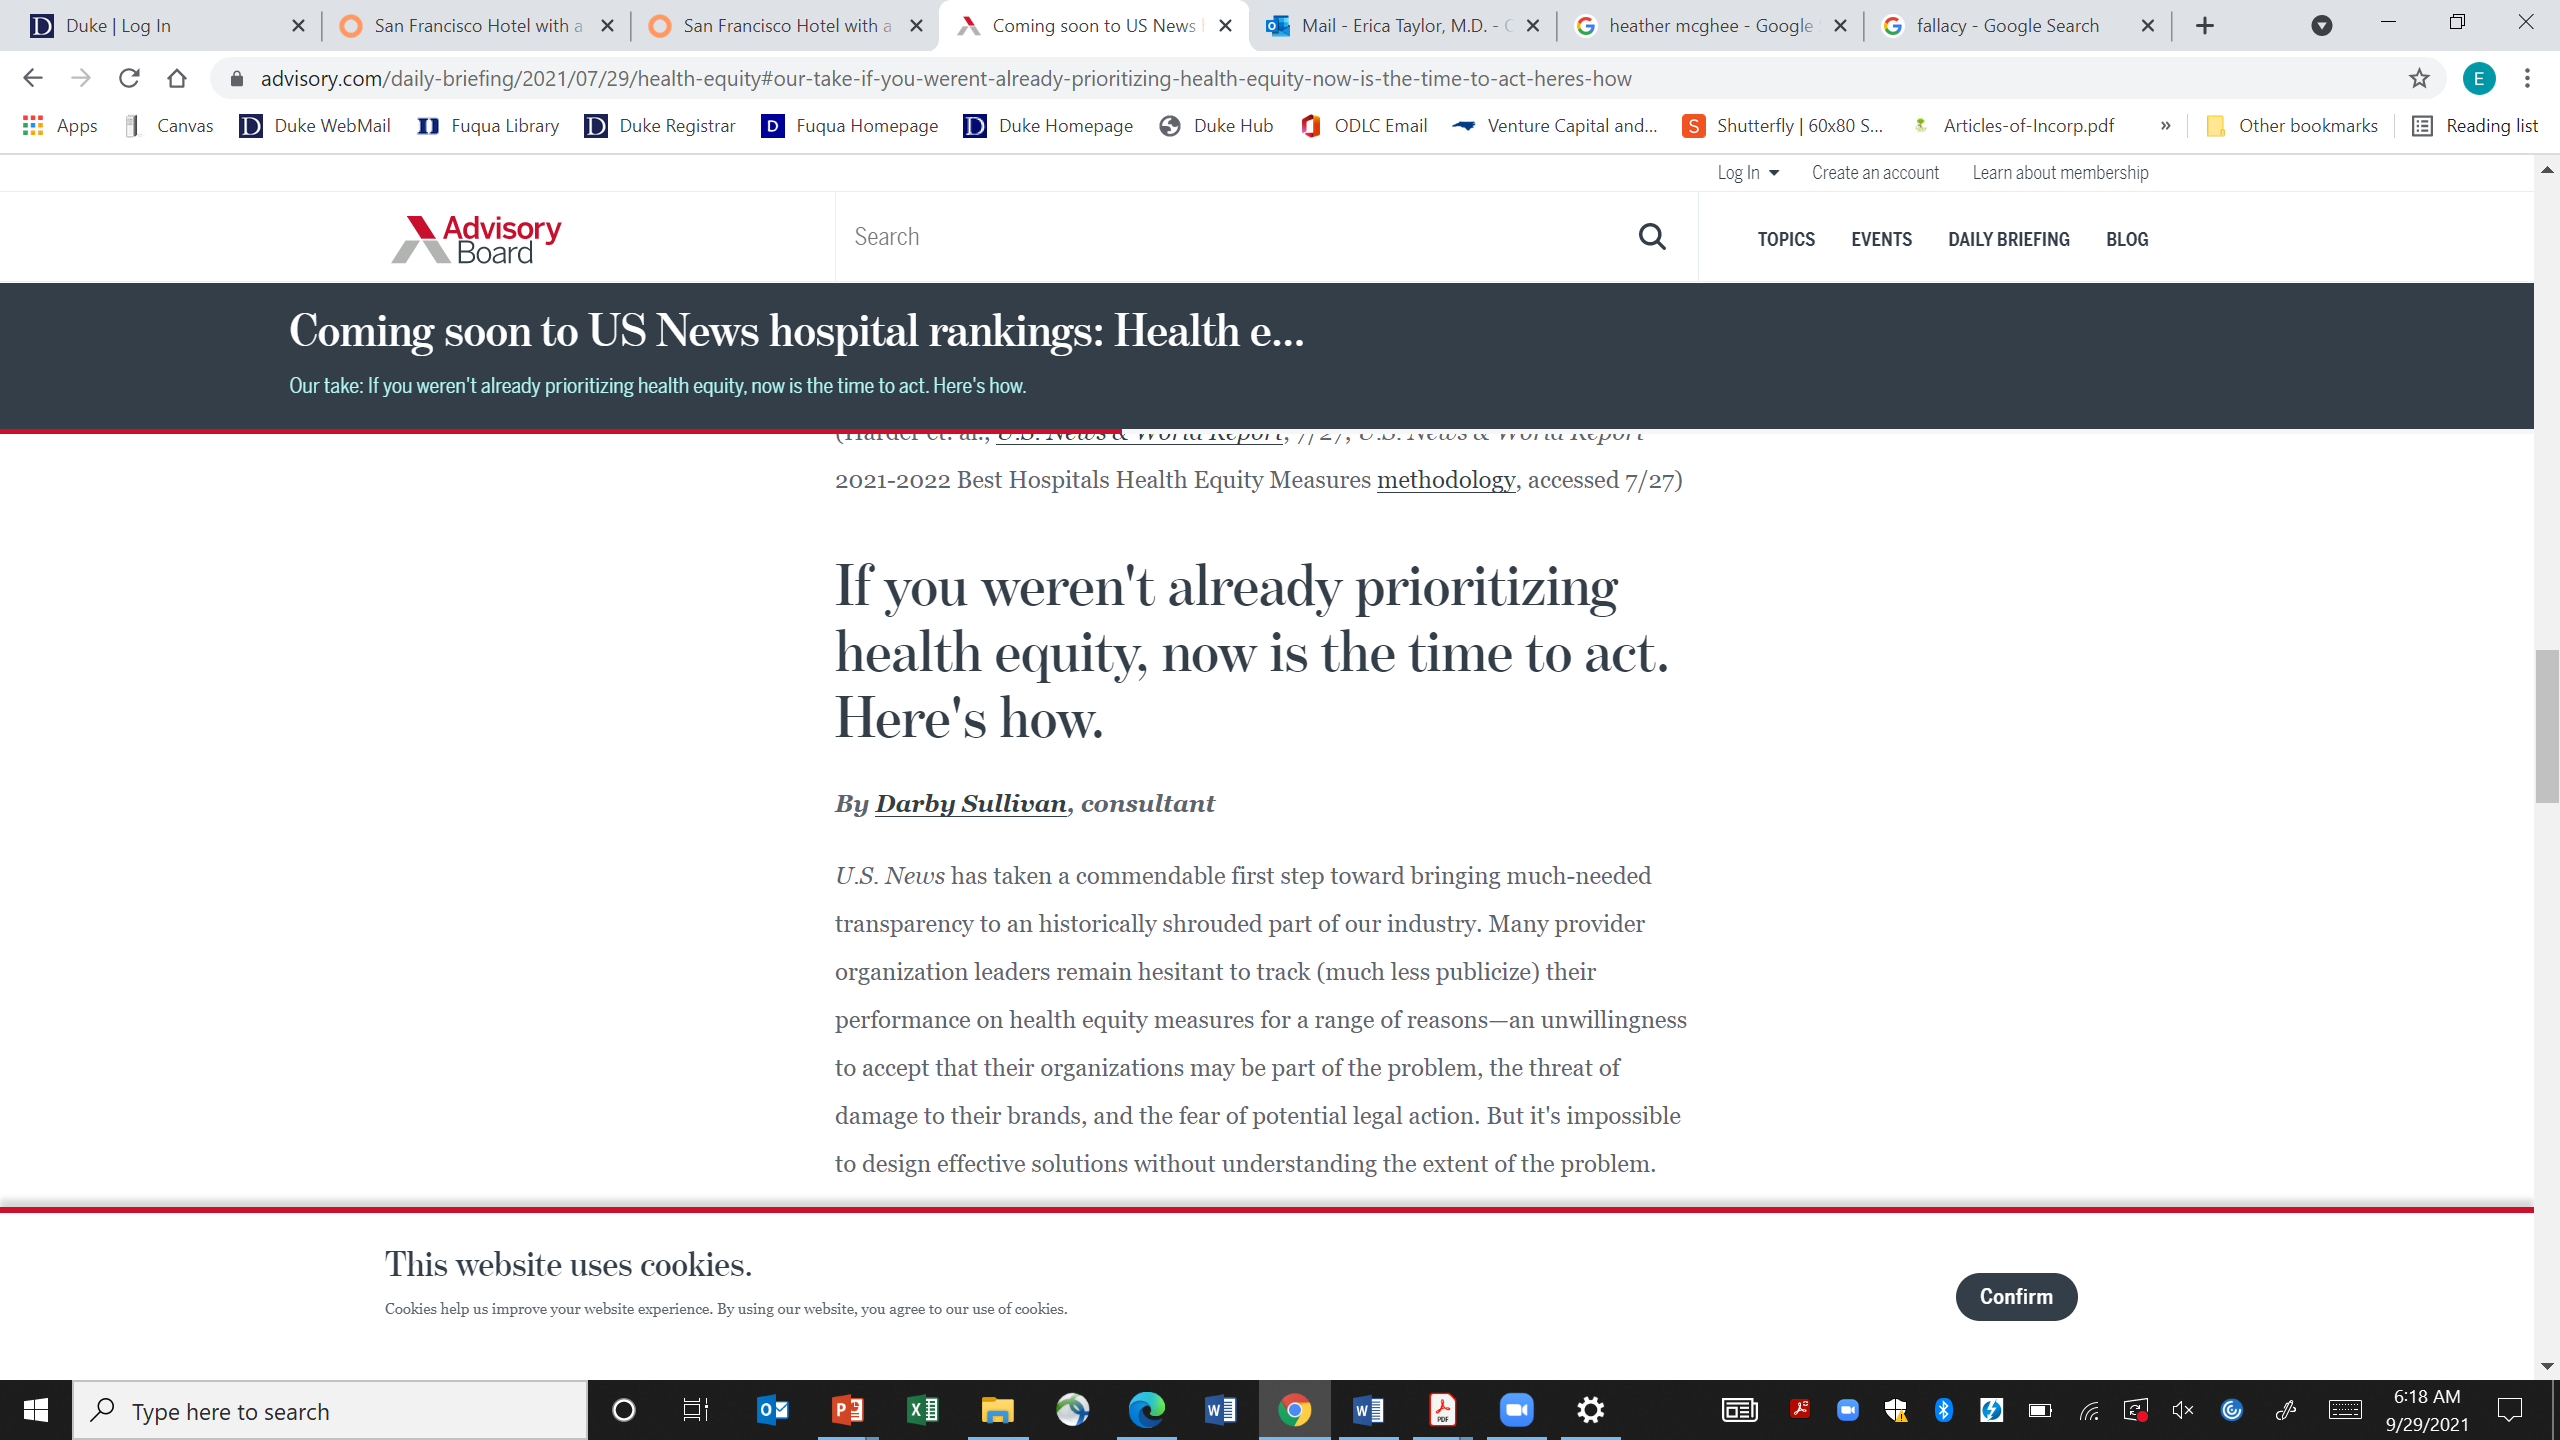 Duke | Log In
San Francisco Hotel with a
San Francisco Hotel with a
Coming soon to US News
Mail - Erica Taylor, M.D. -
heather mcghee - Google
fallacy - Google Search
advisory.com/daily-briefing/2021/07/29/health-equity#our-take-if-you-werent-already-prioritizing-health-equity-now-is-the-time-to-act-heres-how
E
Apps
Canvas
Duke WebMail
Fuqua Library
Duke Registrar
Fuqua Homepage
Duke Homepage
Duke Hub
ODLC Email
Venture Capital and...
Shutterfly | 60x80 S...
Articles-of-Incorp.pdf
»
Other bookmarks
Reading list
Log In
Create an account
Learn about membership
Advisory
Board
Search
TOPICS
EVENTS
DAILY BRIEFING
BLOG
Coming soon to US News hospital rankings: Health e...
Our take: If you weren't already prioritizing health equity, now is the time to act. Here's how.
(Harder et. al., U.S. News & World Report, 7/27; U.S. News & World Report
2021-2022 Best Hospitals Health Equity Measures methodology, accessed 7/27)
If you weren't already prioritizing
health equity, now is the time to act.
Here's how.
By Darby Sullivan, consultant
U.S. News has taken a commendable first step toward bringing much-needed
transparency to an historically shrouded part of our industry. Many provider
organization leaders remain hesitant to track (much less publicize) their
performance on health equity measures for a range of reasons—an unwillingness
to accept that their organizations may be part of the problem, the threat of
damage to their brands, and the fear of potential legal action. But it's impossible
to design effective solutions without understanding the extent of the problem.
This website uses cookies.
Cookies help us improve your website experience. By using our website, you agree to our use of cookies.
Confirm
Type here to search
6:18 AM
9/29/2021